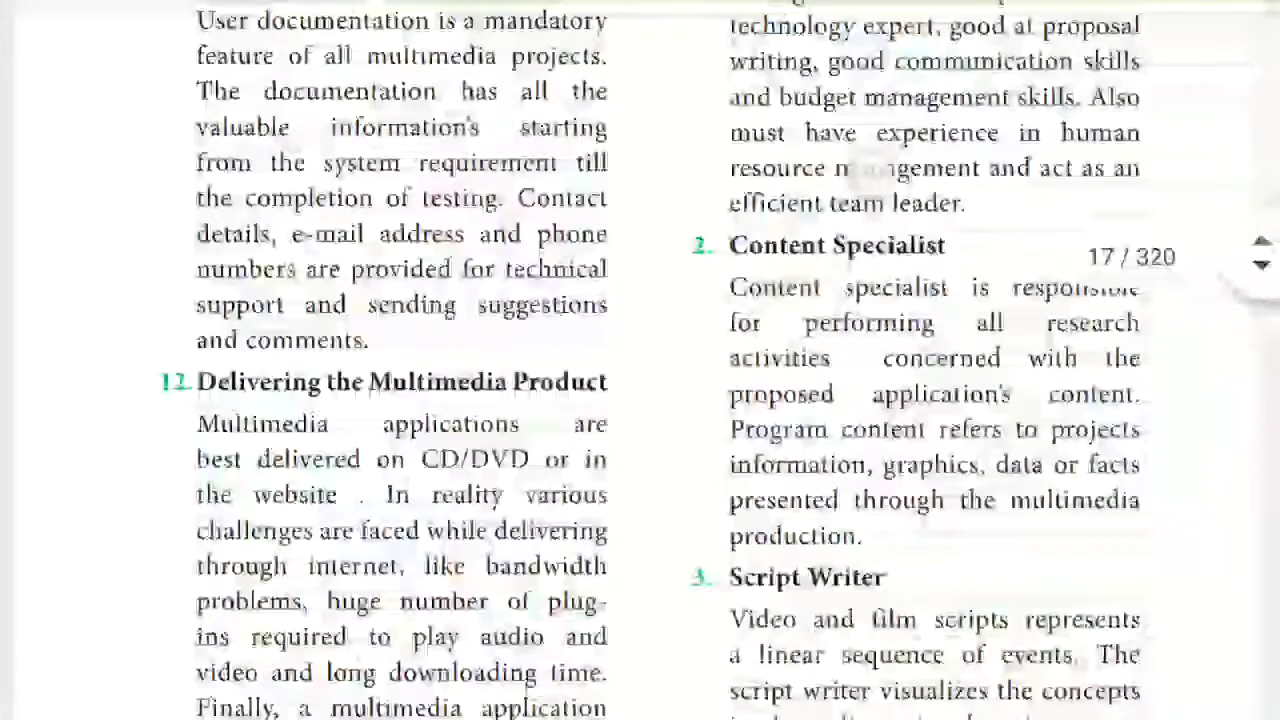 User documentation is a mandatory
feature of all multimedia projects.
The documentation has all the
valuable information's starting
from the system requirement till
the completion of testing. Contact
details, e-mail address and phone
numbers are provided for technical
support and sending suggestions
and comments.
12. Delivering the Multimedia Product
Multimedia applications are
best delivered on CD/DVD or in
the website . In reality various
challenges are faced while delivering
through internet, like bandwidth
problems, huge number of plug-
ins required to play audio and
video and long downloading time.
Finally, a multimedia application
technology expert, good at proposal
writing, good communication skills
and budget management skills. Also
must have experience in human
resource management and act as an
efficient team leader.
2. Content Specialist
17 / 320
Content specialist is responsible
for performing all research
activities concerned with the
proposed application's content.
Program content refers to projects
information, graphics, data or facts
presented through the multimedia
production.
3. Script Writer
Video and film scripts represents
a linear sequence of events. The
script writer visualizes the concepts